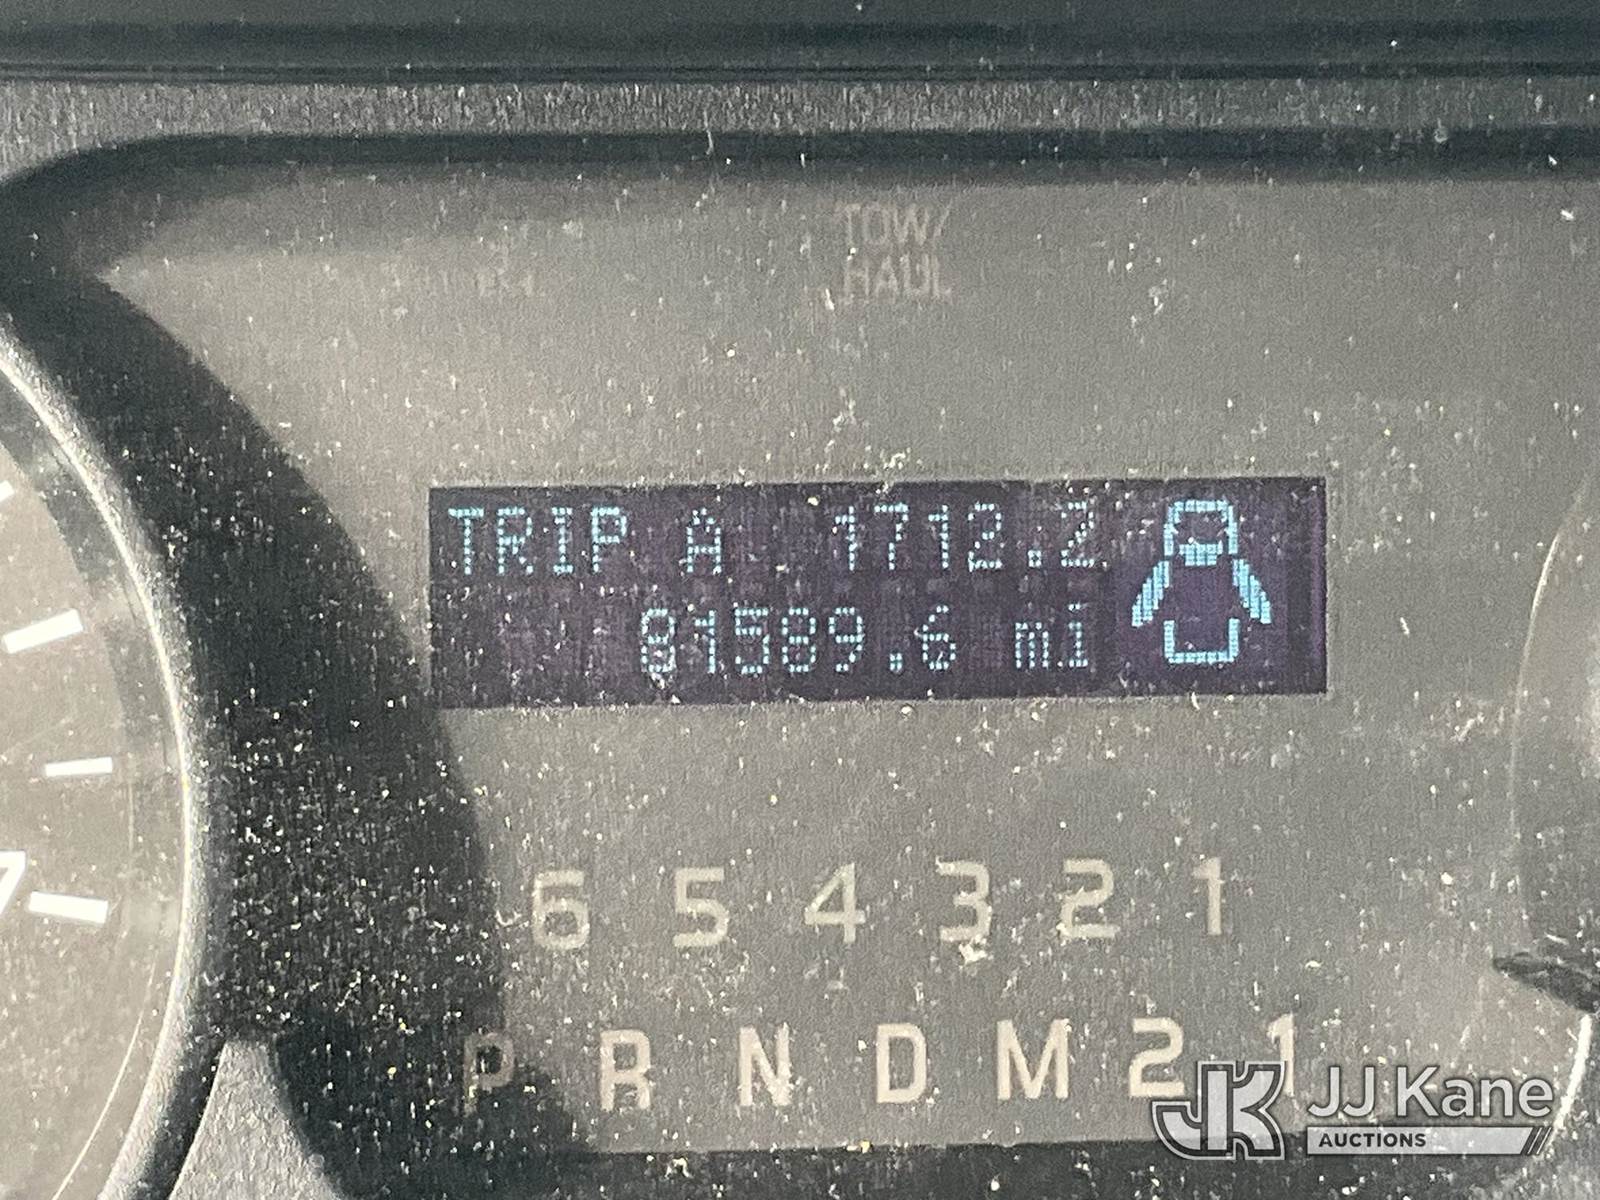 TOW/
HAUL
TRIP A 1712.2
81589.6 mi
6 5 4 3 2 1
P R N D M 2 1
7
JJ Kane
AUCTIONS